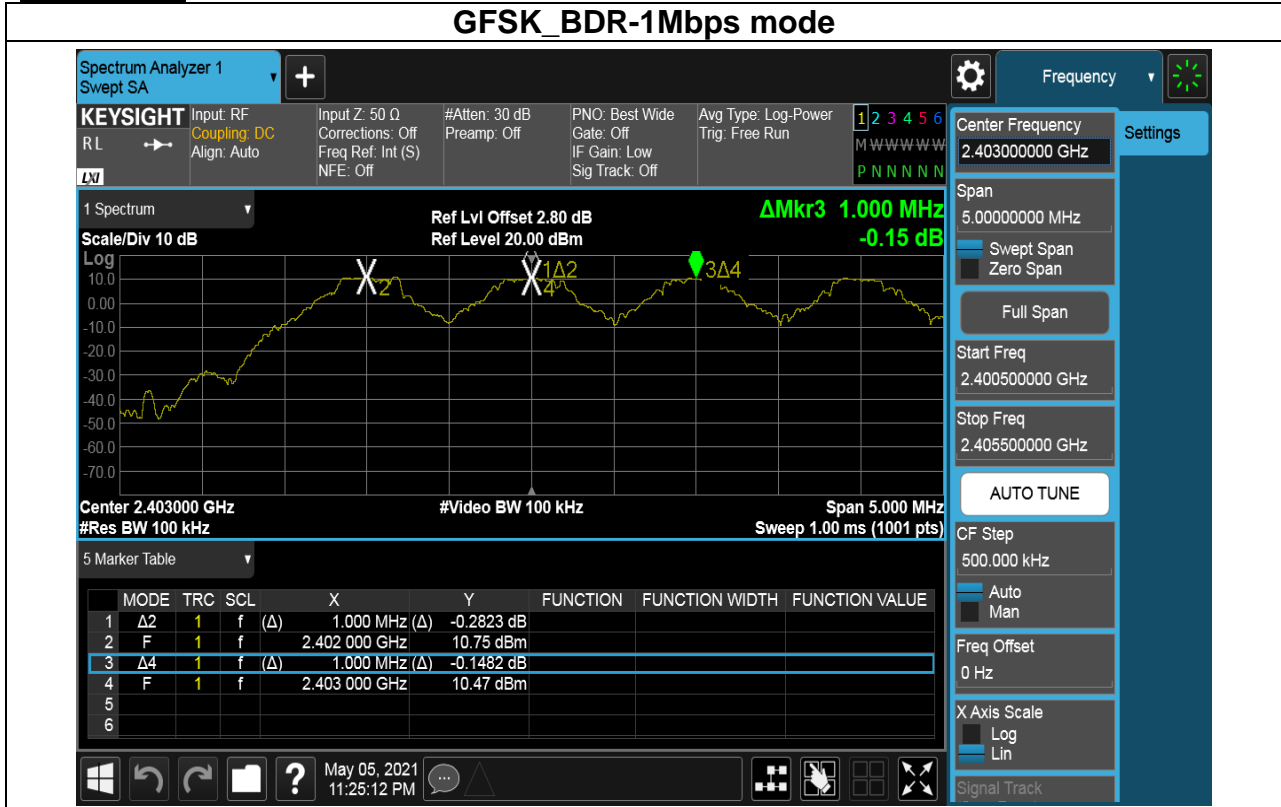 GFSK_BDR-1Mbps mode
Spectrum Analyzer 1
Swept SA
+
Frequency
KEYSIGHT
RL
LXI
Input: RF
Coupling: DC
Align: Auto
Input Z: 50 Ω
Corrections: Off
Freq Ref: Int (S)
NFE: Off
#Atten: 30 dB
Preamp: Off
PNO: Best Wide
Gate: Off
IF Gain: Low
Sig Track: Off
Avg Type: Log-Power
Trig: Free Run
1 2 3 4 5 6
M W W W W W
P N N N N N
1 Spectrum
Scale/Div 10 dB
Ref Lvl Offset 2.80 dB
Ref Level 20.00 dBm
ΔMkr3 1.000 MHz
-0.15 dB
Log
10.0
0.00
-10.0
-20.0
-30.0
-40.0
-50.0
-60.0
-70.0
2
1Δ2
4
3Δ4
Center 2.403000 GHz
#Res BW 100 kHz
#Video BW 100 kHz
Span 5.000 MHz
Sweep 1.00 ms (1001 pts)
5 Marker Table
MODE TRC SCL X Y FUNCTION FUNCTION WIDTH FUNCTION VALUE
1 Δ2 1 f (Δ) 1.000 MHz (Δ) -0.2823 dB
2 F 1 f 2.402 000 GHz 10.75 dBm
3 Δ4 1 f (Δ) 1.000 MHz (Δ) -0.1482 dB
4 F 1 f 2.403 000 GHz 10.47 dBm
5
6
?
May 05, 2021
11:25:12 PM
Settings
Center Frequency
2.403000000 GHz
Span
5.00000000 MHz
Swept Span
Zero Span
Full Span
Start Freq
2.400500000 GHz
Stop Freq
2.405500000 GHz
AUTO TUNE
CF Step
500.000 kHz
Auto
Man
Freq Offset
0 Hz
X Axis Scale
Log
Lin
Signal Track